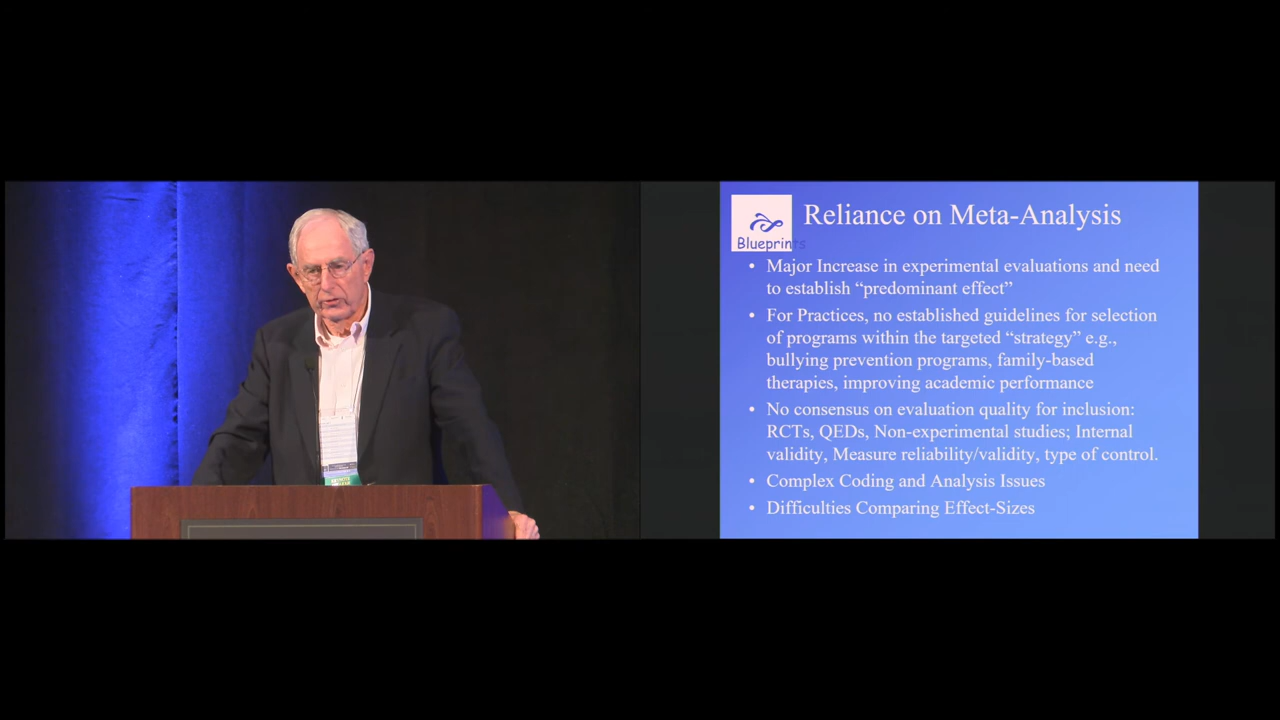 Blueprints
Reliance on Meta-Analysis
• Major Increase in experimental evaluations and need
to establish “predominant effect”
• For Practices, no established guidelines for selection
of programs within the targeted “strategy” e.g.,
bullying prevention programs, family-based
therapies, improving academic performance
• No consensus on evaluation quality for inclusion:
RCTs, QEDs, Non-experimental studies; Internal
validity, Measure reliability/validity, type of control.
• Complex Coding and Analysis Issues
• Difficulties Comparing Effect-Sizes